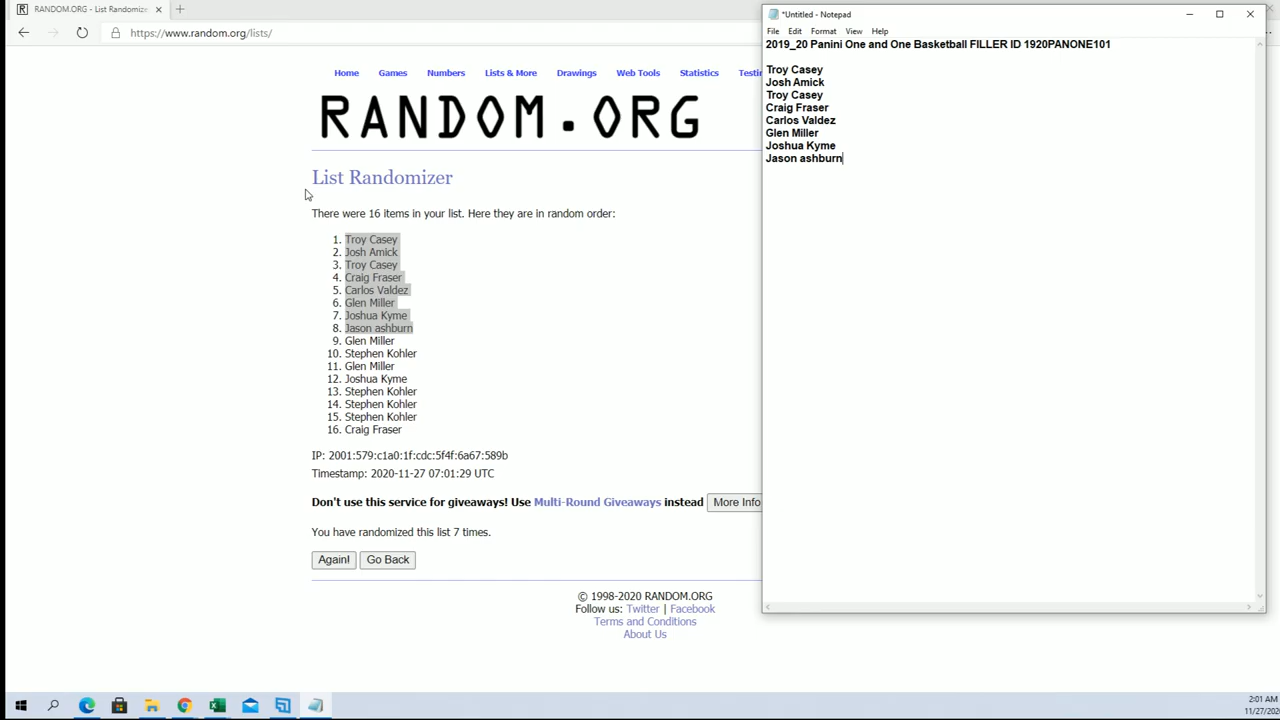 RANDOM.ORG - List Randomize
https://www.random.org/lists/
Home Games Numbers Lists & More Drawings Web Tools Statistics Testin
RANDOM.ORG
List Randomizer
There were 16 items in your list. Here they are in random order:
1. Troy Casey
2. Josh Amick
3. Troy Casey
4. Craig Fraser
5. Carlos Valdez
6. Glen Miller
7. Joshua Kyme
8. Jason ashburn
9. Glen Miller
10. Stephen Kohler
11. Glen Miller
12. Joshua Kyme
13. Stephen Kohler
14. Stephen Kohler
15. Stephen Kohler
16. Craig Fraser
IP: 2001:579:c1a0:1f:cdc:5f4f:6a67:589b
Timestamp: 2020-11-27 07:01:29 UTC
Don't use this service for giveaways! Use Multi-Round Giveaways instead More Info
You have randomized this list 7 times.
Again! Go Back
© 1998-2020 RANDOM.ORG
Follow us: Twitter | Facebook
Terms and Conditions
About Us
*Untitled - Notepad
File Edit Format View Help
2019_20 Panini One and One Basketball FILLER ID 1920PANONE101
Troy Casey
Josh Amick
Troy Casey
Craig Fraser
Carlos Valdez
Glen Miller
Joshua Kyme
Jason ashburn
2:01 AM
11/27/202